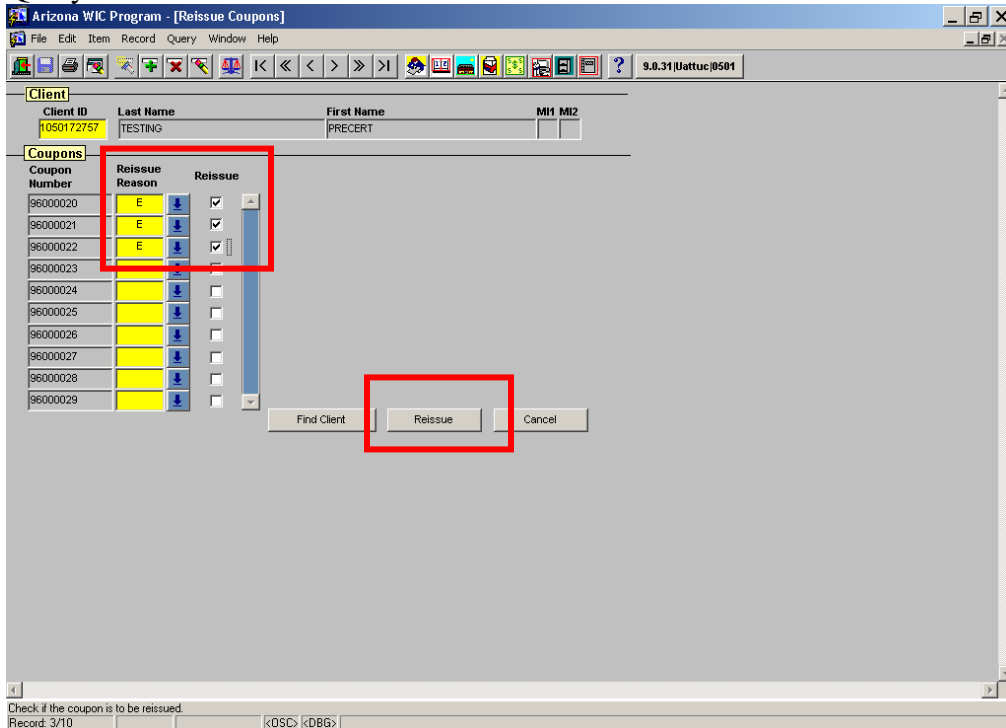 Arizona WIC Program - [Reissue Coupons]
File Edit Item Record Query Window Help
? 9.0.31|Uattuc|0501
Client
Client ID Last Name First Name MI1 MI2
1050172757 TESTING PRECERT
Coupons
Coupon Number Reissue Reason Reissue
96000020 E
96000021 E
96000022 E
96000023
96000024
96000025
96000026
96000027
96000028
96000029
Find Client Reissue Cancel
Check if the coupon is to be reissued.
Record: 3/10 <OSC> <DBG>